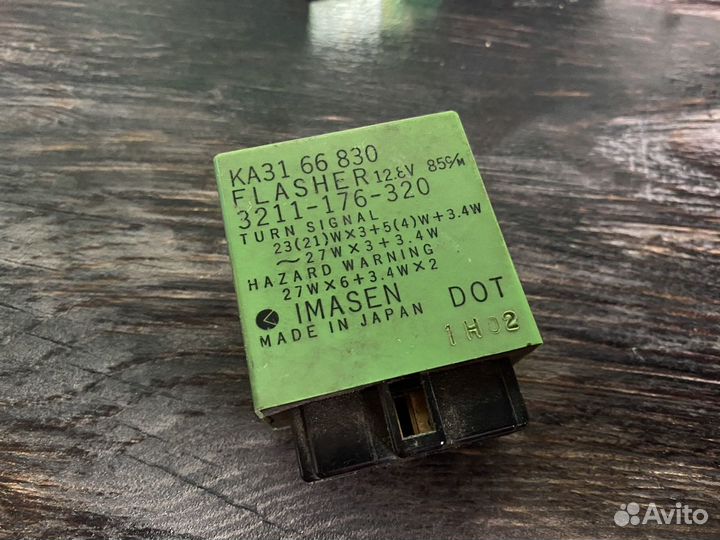 KA31 66 830
FLASHER 12.8V 85c/M
3211-176-320
TURN SIGNAL
23(21)W×3+5(4)W+3.4W
～27W×3+3.4W
HAZARD WARNING
27W×6+3.4W×2
IMASEN DOT
MADE IN JAPAN 1H02
Avito